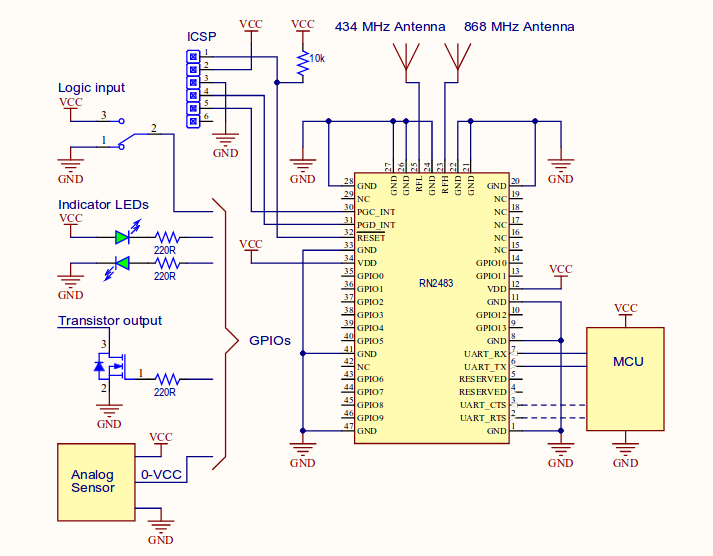 434 MHz Antenna 868 MHz Antenna
ICSP
VCC VCC
1
2
3
4
5
6
10k
GND
Logic input
VCC
3
2
1
GND
GND
GND
27 26 25 24 23 22 21
GND GND RFL GND RFH GND GND
28 GND GND 20
29 NC NC 19
30 PGC_INT NC 18
31 PGD_INT NC 17
32 RESET NC 16
33 GND NC 15
34 VDD GPIO10 14
35 GPIO0 GPIO11 13
36 GPIO1 VDD 12
37 GPIO2 GND 11
38 GPIO3 GPIO12 10
39 GPIO4 GPIO13 9
40 GPIO5 GND 8
41 GND UART_RX 7
42 NC UART_TX 6
43 GPIO6 RESERVED 5
44 GPIO7 RESERVED 4
45 GPIO8 UART_CTS 3
46 GPIO9 UART_RTS 2
47 GND GND 1
RN2483
VCC
VCC
GND
GND
Indicator LEDs
VCC
220R
220R
GND
GPIOs
Transistor output
3
1
2
220R
GND
VCC
Analog
Sensor
0-VCC
GND
VCC
MCU
GND